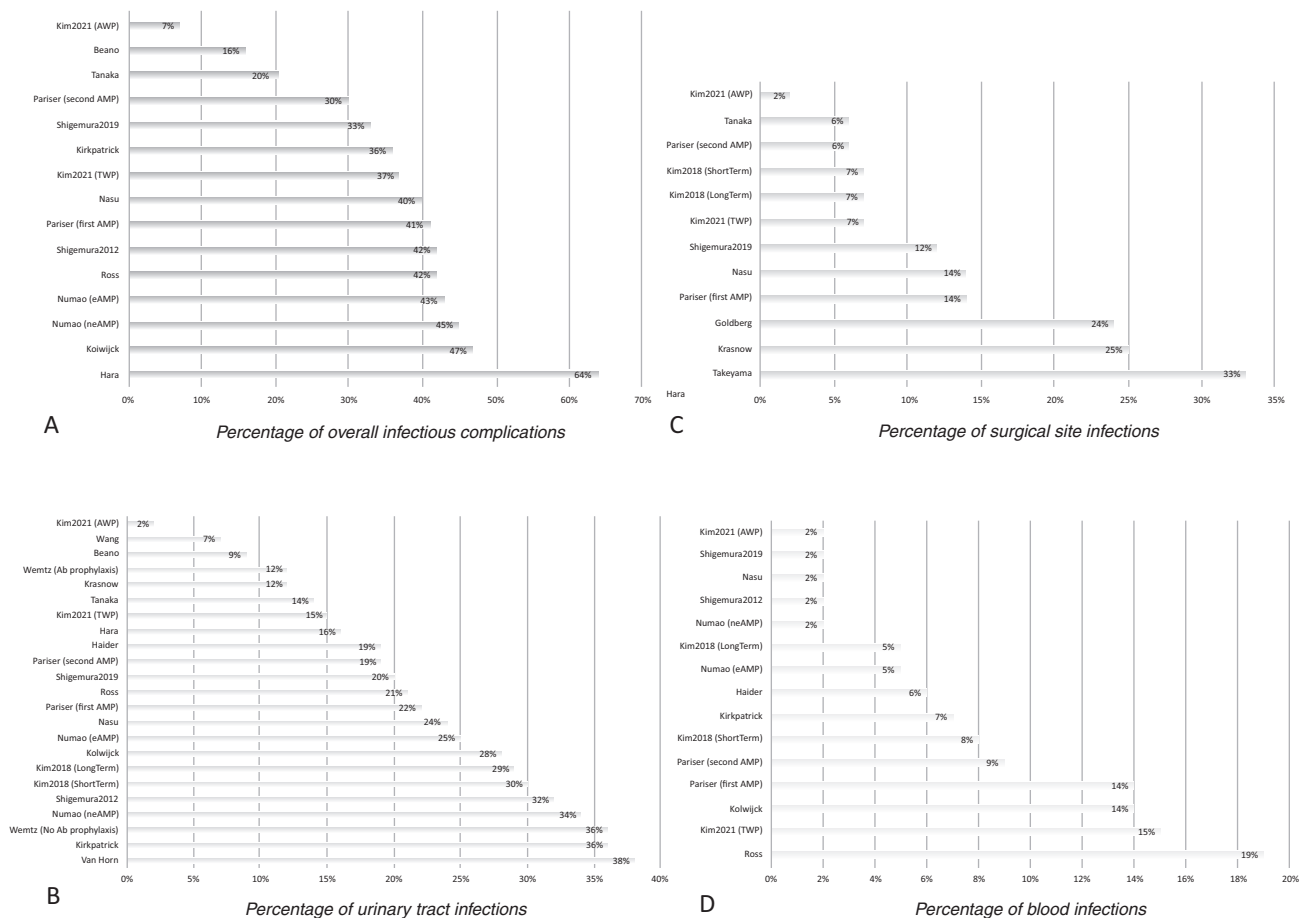 Kim2021 (AWP) 7%
Beano 16%
Tanaka 20%
Pariser (second AMP) 30%
Shigemura2019 33%
Kirkpatrick 36%
Kim2021 (TWP) 37%
Nasu 40%
Pariser (first AMP) 41%
Shigemura2012 42%
Ross 42%
Numao (eAMP) 43%
Numao (neAMP) 45%
Koiwijck 47%
Hara 64%
0% 10% 20% 30% 40% 50% 60% 70%
A
Percentage of overall infectious complications
Kim2021 (AWP) 2%
Tanaka 6%
Pariser (second AMP) 6%
Kim2018 (ShortTerm) 7%
Kim2018 (LongTerm) 7%
Kim2021 (TWP) 7%
Shigemura2019 12%
Nasu 14%
Pariser (first AMP) 14%
Goldberg 24%
Krasnow 25%
Takeyama 33%
Hara
0% 5% 10% 15% 20% 25% 30% 35%
C
Percentage of surgical site infections
Kim2021 (AWP) 2%
Wang 7%
Beano 9%
Wemtz (Ab prophylaxis) 12%
Krasnow 12%
Tanaka 14%
Kim2021 (TWP) 15%
Hara 16%
Haider 19%
Pariser (second AMP) 19%
Shigemura2019 20%
Ross 21%
Pariser (first AMP) 22%
Nasu 24%
Numao (eAMP) 25%
Kolwijck 28%
Kim2018 (LongTerm) 29%
Kim2018 (ShortTerm) 30%
Shigemura2012 32%
Numao (neAMP) 34%
Wemtz (No Ab prophylaxis) 36%
Kirkpatrick 36%
Van Horn 38%
0% 5% 10% 15% 20% 25% 30% 35% 40%
B
Percentage of urinary tract infections
Kim2021 (AWP) 2%
Shigemura2019 2%
Nasu 2%
Shigemura2012 2%
Numao (neAMP) 2%
Kim2018 (LongTerm) 5%
Numao (eAMP) 5%
Haider 6%
Kirkpatrick 7%
Kim2018 (ShortTerm) 8%
Pariser (second AMP) 9%
Pariser (first AMP) 14%
Kolwijck 14%
Kim2021 (TWP) 15%
Ross 19%
0% 2% 4% 6% 8% 10% 12% 14% 16% 18% 20%
D
Percentage of blood infections